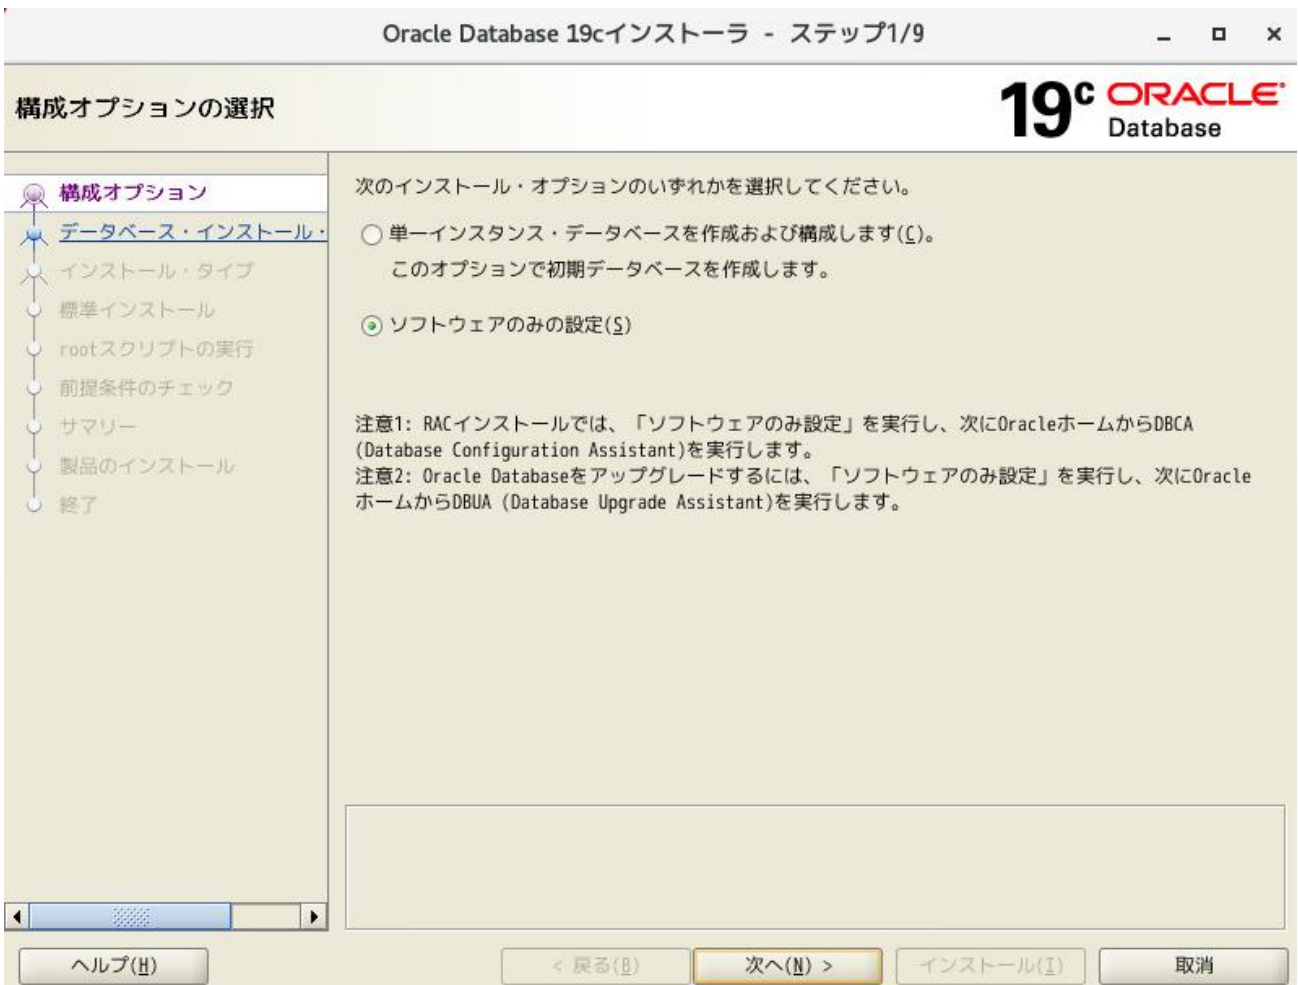 Oracle Database 19cインストーラ - ステップ1/9
構成オプションの選択
19c ORACLE
Database
構成オプション
データベース・インストール・
インストール・タイプ
標準インストール
rootスクリプトの実行
前提条件のチェック
サマリー
製品のインストール
終了
次のインストール・オプションのいずれかを選択してください。
単一インスタンス・データベースを作成および構成します(C)。
このオプションで初期データベースを作成します。
ソフトウェアのみの設定(S)
注意1: RACインストールでは、「ソフトウェアのみ設定」を実行し、次にOracleホームからDBCA
(Database Configuration Assistant)を実行します。
注意2: Oracle Databaseをアップグレードするには、「ソフトウェアのみ設定」を実行し、次にOracle
ホームからDBUA (Database Upgrade Assistant)を実行します。
ヘルプ(H)
< 戻る(B)
次へ(N) >
インストール(I)
取消